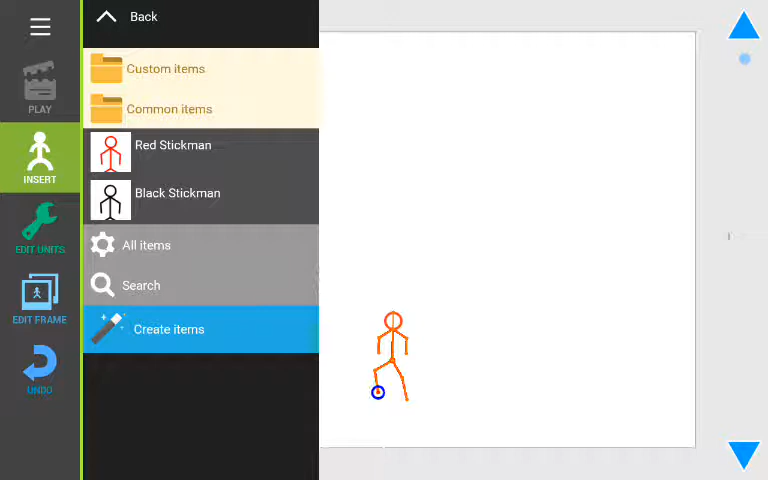 Back
Custom items
Common items
PLAY
Red Stickman
INSERT
Black Stickman
EDIT UNITS
All items
Search
EDIT FRAME
Create items
UNDO